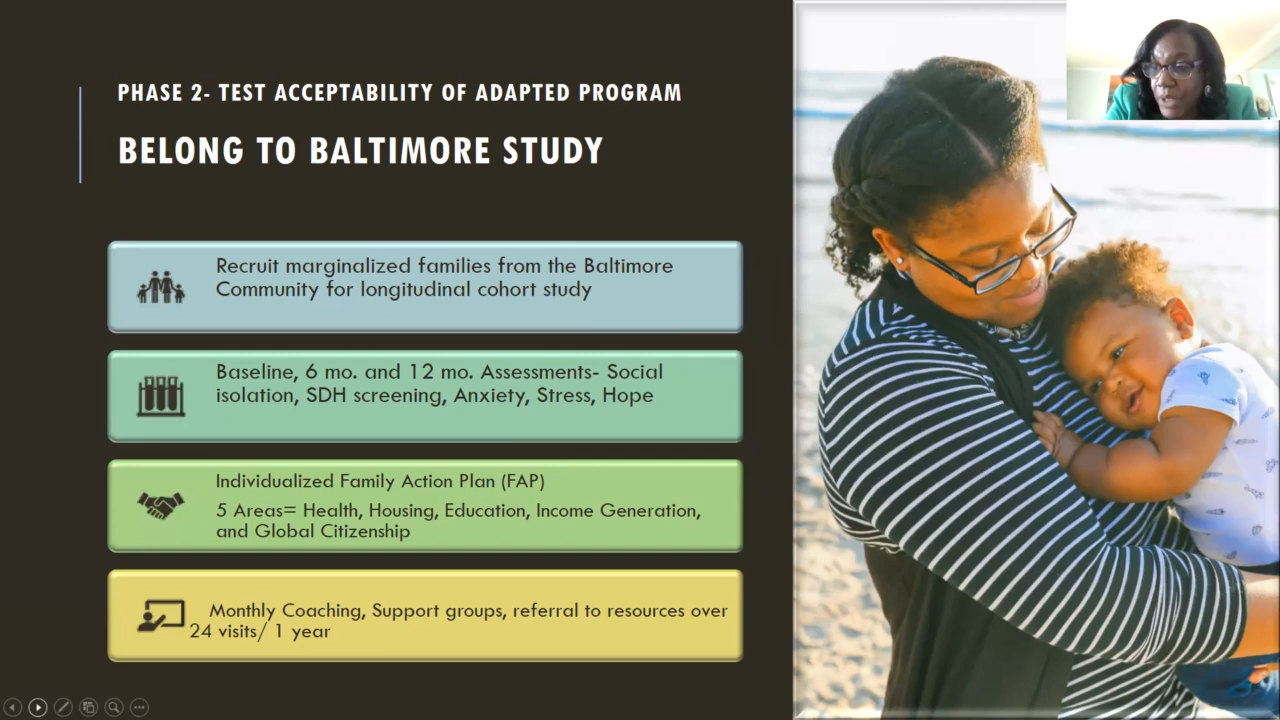 PHASE 2- TEST ACCEPTABILITY OF ADAPTED PROGRAM
BELONG TO BALTIMORE STUDY
Recruit marginalized families from the Baltimore
Community for longitudinal cohort study
Baseline, 6 mo. and 12 mo. Assessments- Social
isolation, SDH screening, Anxiety, Stress, Hope
Individualized Family Action Plan (FAP)
5 Areas= Health, Housing, Education, Income Generation,
and Global Citizenship
Monthly Coaching, Support groups, referral to resources over
24 visits/ 1 year